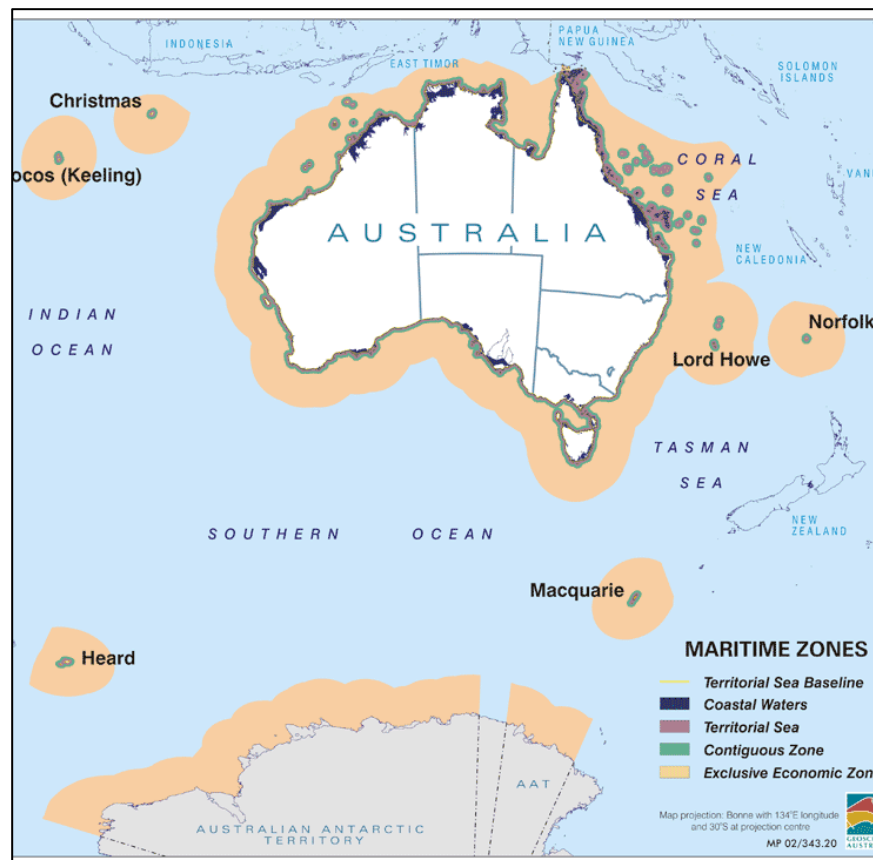 INDONESIA
PAPUA
NEW GUINEA
EAST TIMOR
SOLOMON
ISLANDS
Christmas
ocos (Keeling)
CORAL
SEA
VAN
AUSTRALIA
NEW
CALEDONIA
INDIAN
OCEAN
Norfolk
Lord Howe
TASMAN
SEA
NEW
ZEALAND
SOUTHERN OCEAN
Macquarie
Heard
MARITIME ZONES
Territorial Sea Baseline
Coastal Waters
Territorial Sea
Contiguous Zone
Exclusive Economic Zon
AAT
AUSTRALIAN ANTARCTIC
TERRITORY
Map projection: Bonne with 134°E longitude
and 30°S at projection centre
MP 02/343.20
GEOSC
AUSTR